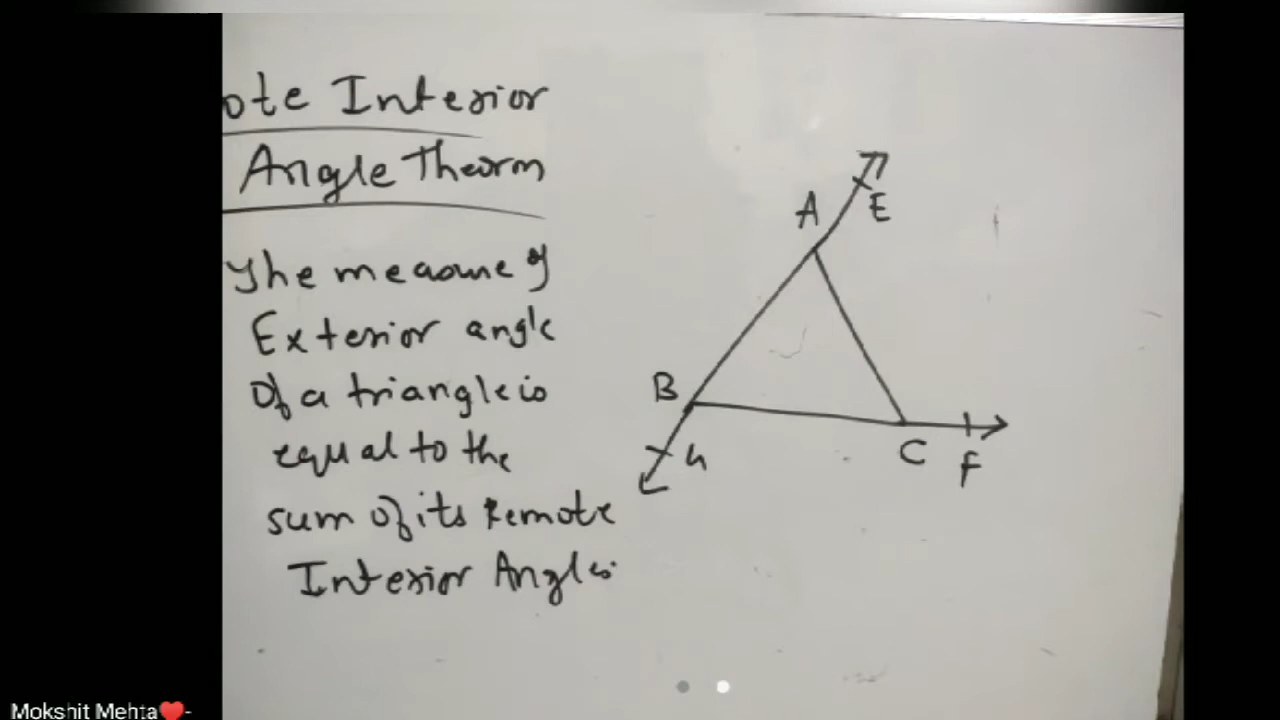 ote Interior
Angle Theorm
The measure of
Exterior angle
Of a triangle is
equal to the
sum of its Remote
Interior Angles.
A
E
B
G
C
F
Mokshit Mehta❤️-